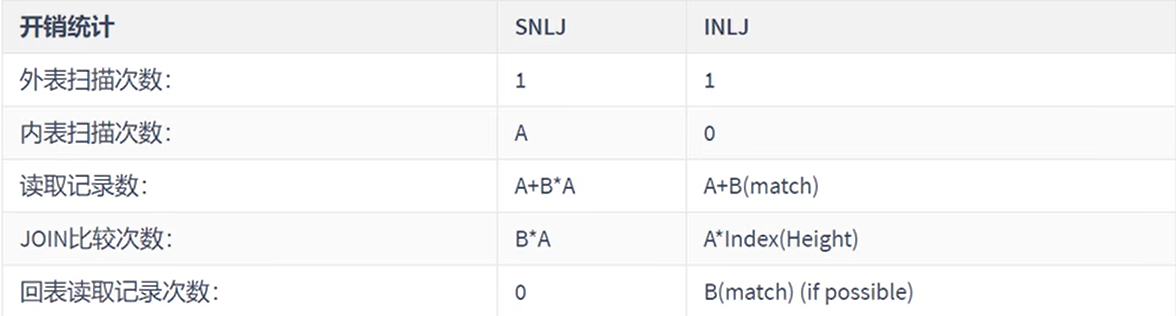 开销统计 SNLJ INLJ
外表扫描次数: 1 1
内表扫描次数: A 0
读取记录数: A+B*A A+B(match)
JOIN比较次数: B*A A*Index(Height)
回表读取记录次数: 0 B(match) (if possible)